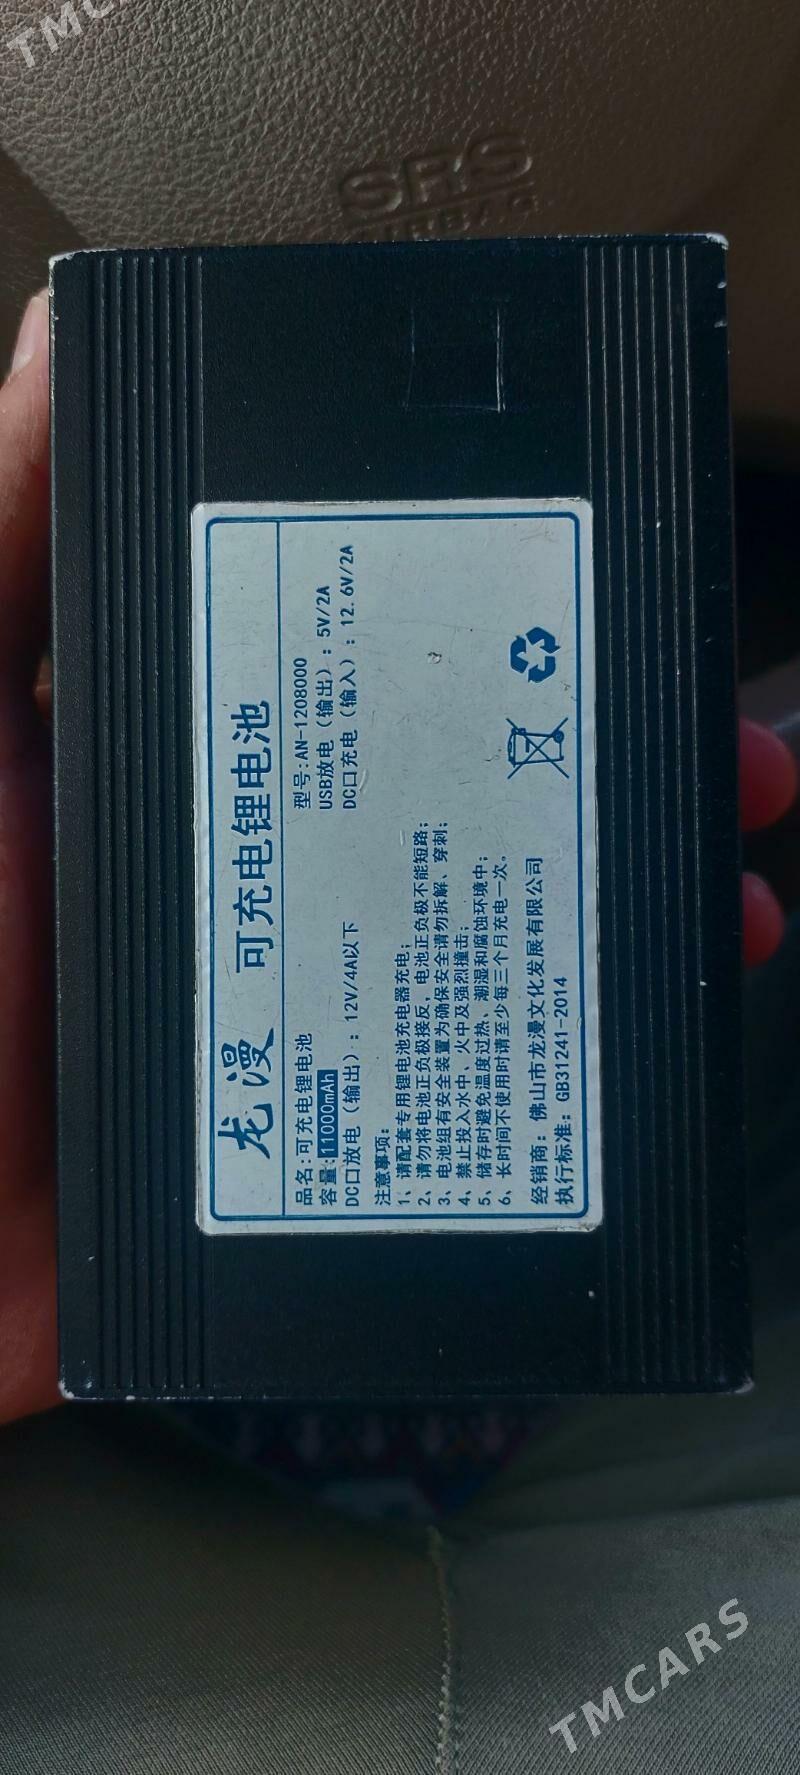 TMCARS
SRS
AIRBAG
龙漫 可充电锂电池
品名:可充电锂电池
型号:AN-1208000
容量:11000mAh
USB放电(输出):5V/2A
DC口放电(输出):12V/4A以下
DC口充电(输入):12.6V/2A
注意事项:
1、请配套专用锂电池充电器充电;
2、请勿将电池正负极接反,电池正负极不能短路;
3、电池组有安全装置为确保安全请勿拆解、穿刺;
4、禁止投入水中、火中及强烈撞击;
5、储存时避免温度过热、潮湿和腐蚀环境中;
6、长时间不使用时请至少每三个月充电一次。
经销商:佛山市龙漫文化发展有限公司
执行标准:GB31241-2014
TMCARS